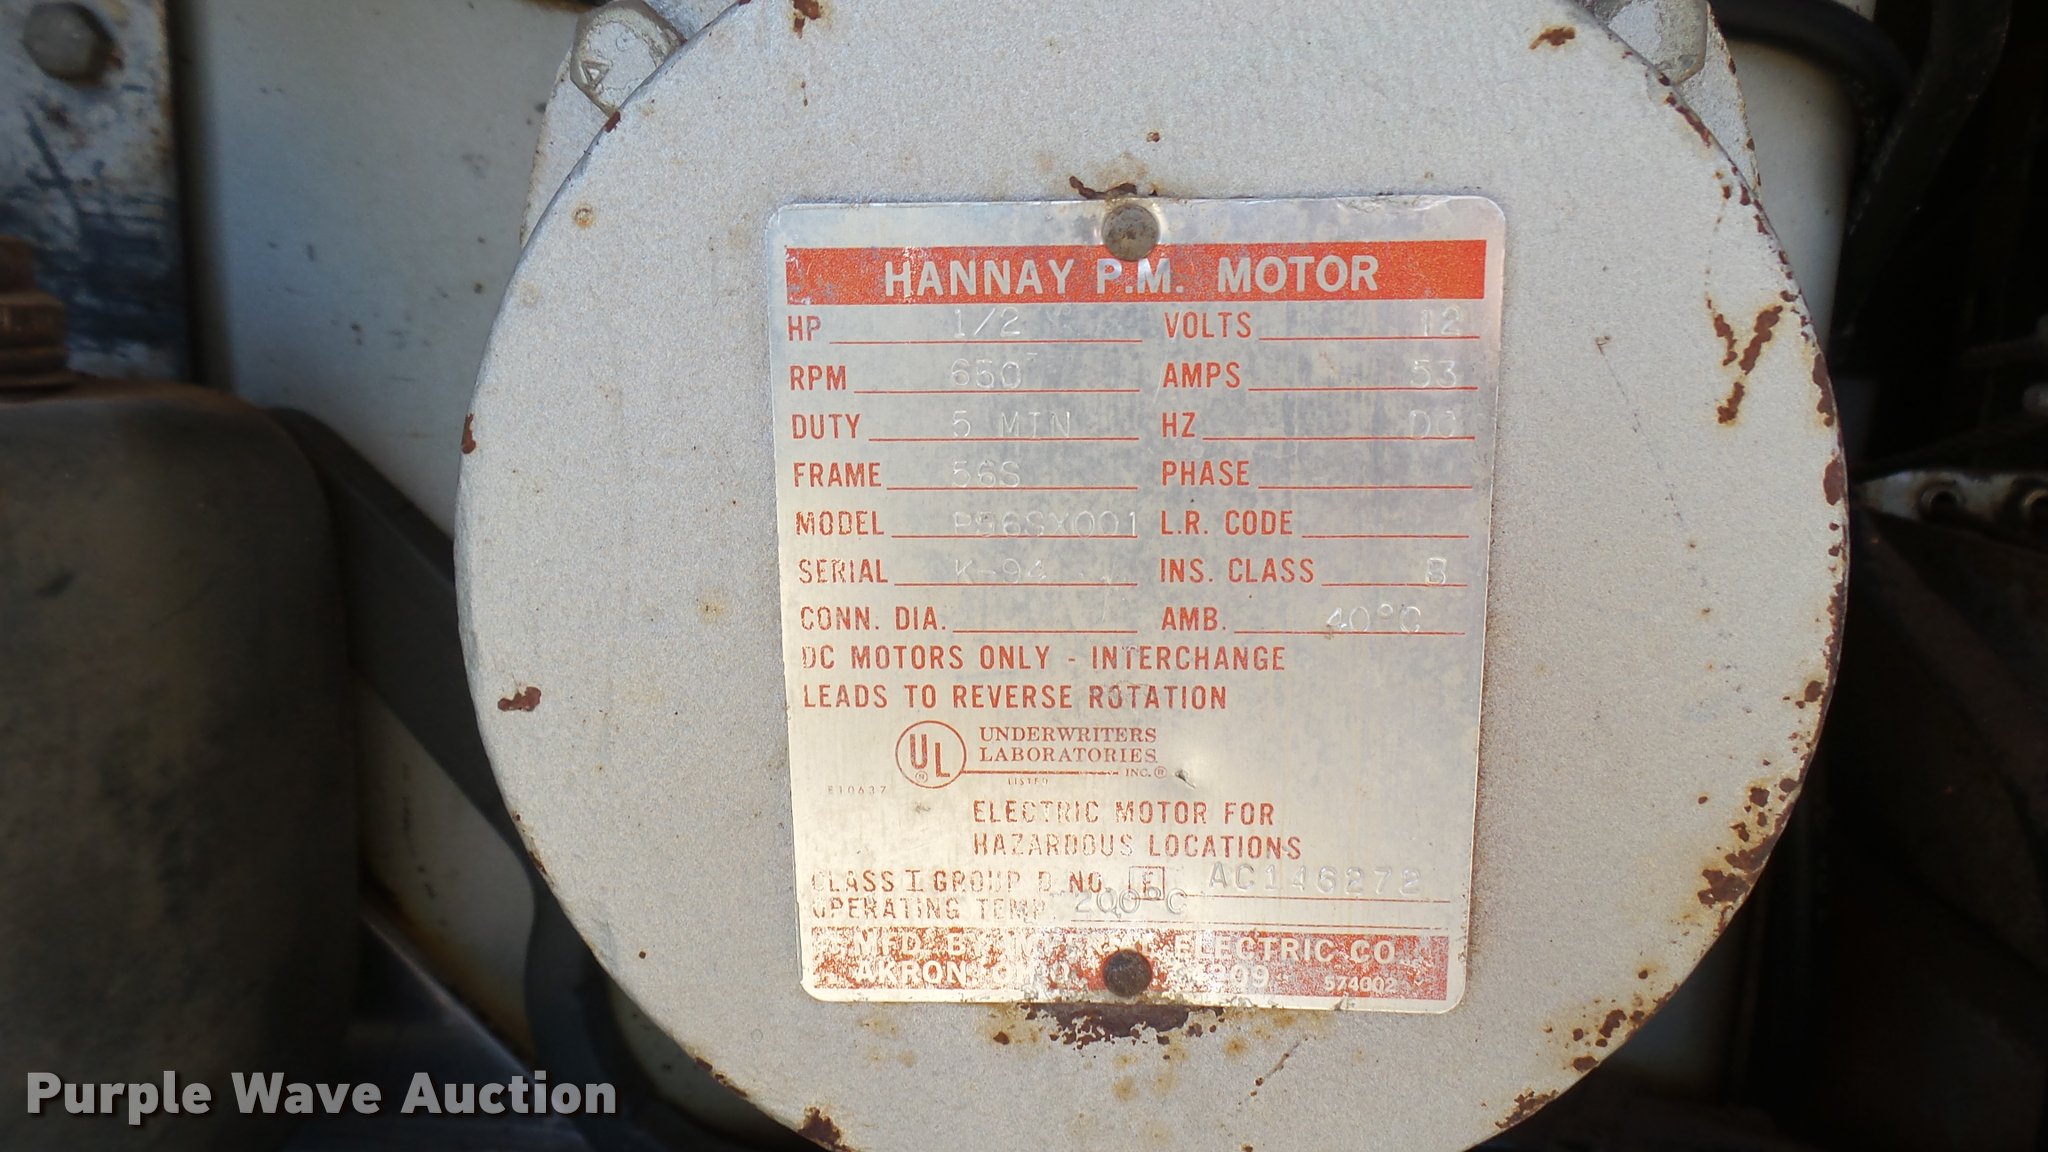 HANNAY P.M. MOTOR
HP 1/2 VOLTS 12
RPM 650 AMPS 53
DUTY 5 MIN HZ DC
FRAME 56S PHASE
MODEL P56SX001 L.R. CODE
SERIAL K-94 INS. CLASS B
CONN. DIA. AMB. 40°C
DC MOTORS ONLY - INTERCHANGE
LEADS TO REVERSE ROTATION
UL UNDERWRITERS
LABORATORIES
INC.®
LISTED
E10637
ELECTRIC MOTOR FOR
HAZARDOUS LOCATIONS
CLASS I GROUP D NO. E AC146272
OPERATING TEMP. 200°C
MFD. BY ELECTRIC CO
AKRON, 574002
Purple Wave Auction